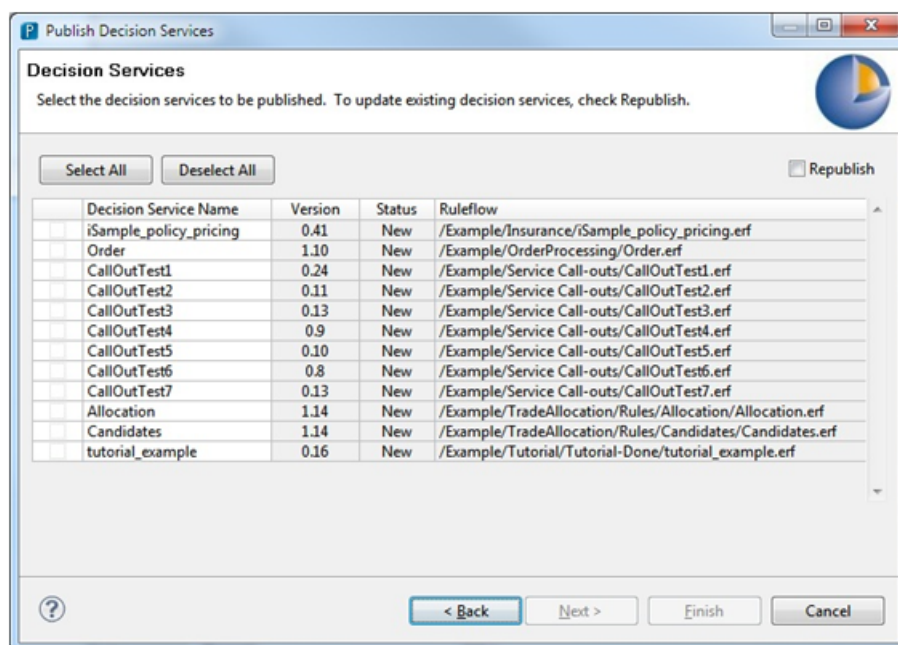 Publish Decision Services
Decision Services
Select the decision services to be published. To update existing decision services, check Republish.
Select All Deselect All Republish
Decision Service Name Version Status Ruleflow
iSample_policy_pricing 0.41 New /Example/Insurance/iSample_policy_pricing.erf
Order 1.10 New /Example/OrderProcessing/Order.erf
CallOutTest1 0.24 New /Example/Service Call-outs/CallOutTest1.erf
CallOutTest2 0.11 New /Example/Service Call-outs/CallOutTest2.erf
CallOutTest3 0.13 New /Example/Service Call-outs/CallOutTest3.erf
CallOutTest4 0.9 New /Example/Service Call-outs/CallOutTest4.erf
CallOutTest5 0.10 New /Example/Service Call-outs/CallOutTest5.erf
CallOutTest6 0.8 New /Example/Service Call-outs/CallOutTest6.erf
CallOutTest7 0.13 New /Example/Service Call-outs/CallOutTest7.erf
Allocation 1.14 New /Example/TradeAllocation/Rules/Allocation/Allocation.erf
Candidates 1.14 New /Example/TradeAllocation/Rules/Candidates/Candidates.erf
tutorial_example 0.16 New /Example/Tutorial/Tutorial-Done/tutorial_example.erf
? < Back Next > Finish Cancel